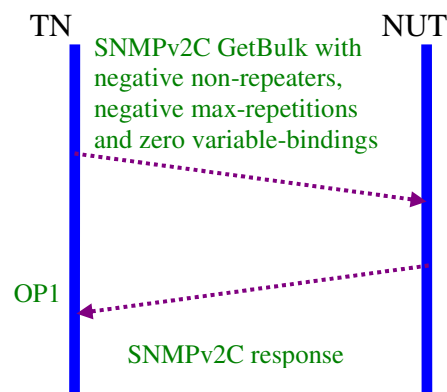 TN
NUT
SNMPv2C GetBulk with
negative non-repeaters,
negative max-repetitions
and zero variable-bindings
OP1
SNMPv2C response